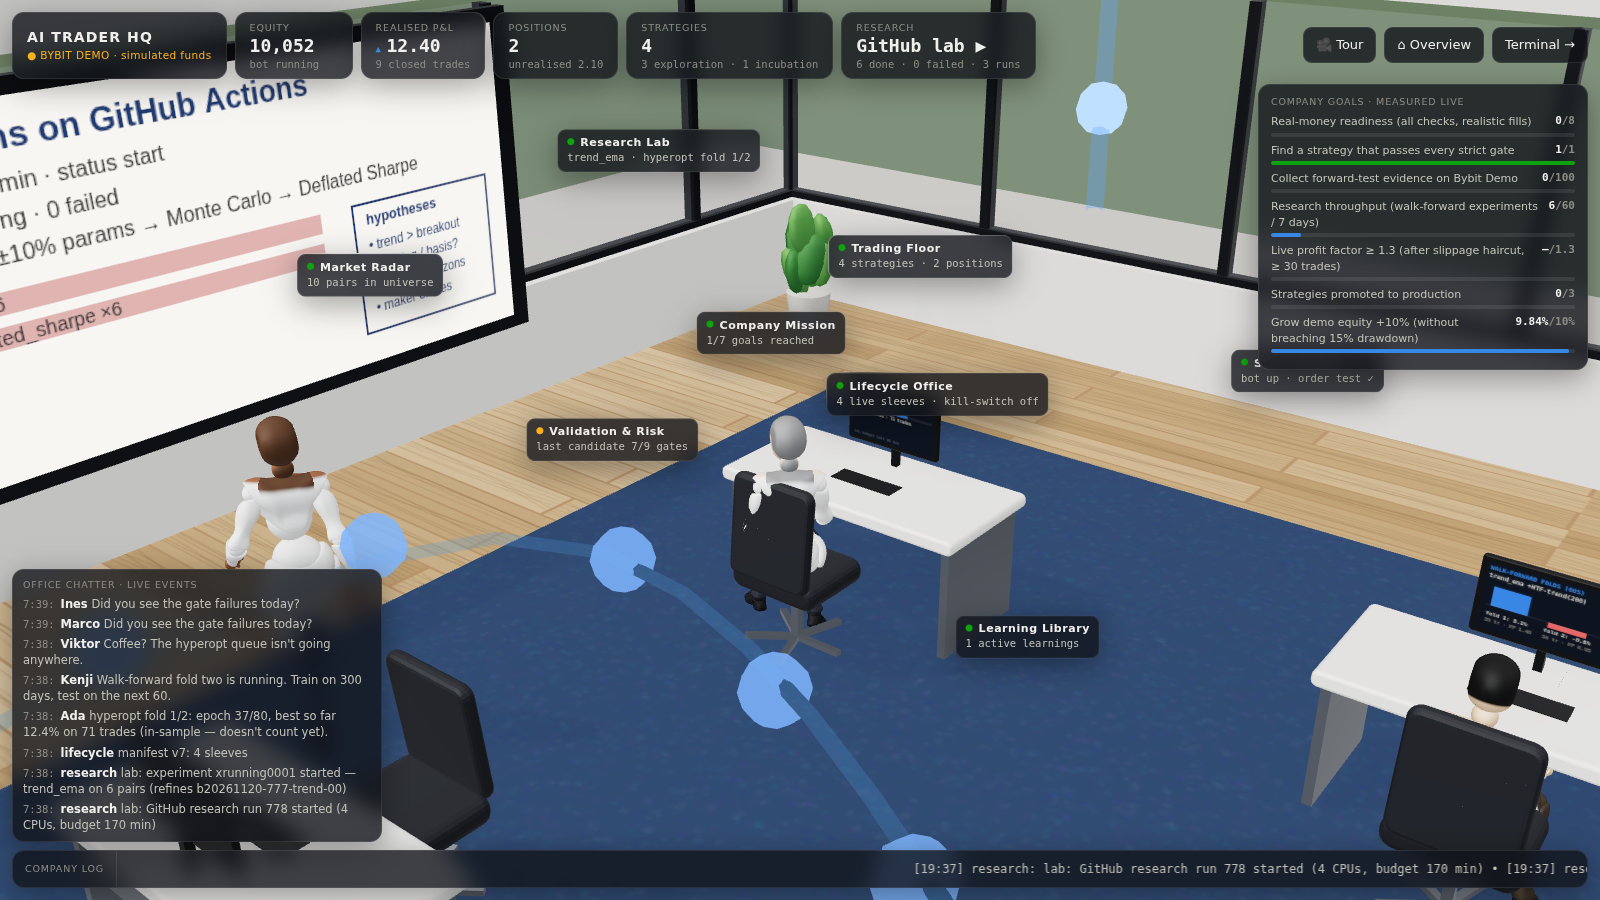 AI TRADER HQ
BYBIT DEMO · simulated funds
EQUITY
10,052
bot running
REALISED P&L
▲ 12.40
9 closed trades
POSITIONS
2
unrealised 2.10
STRATEGIES
4
3 exploration · 1 incubation
RESEARCH
GitHub lab ▶
6 done · 0 failed · 3 runs
Tour
⌂ Overview
Terminal →
COMPANY GOALS · MEASURED LIVE
Real-money readiness (all checks, realistic fills) 0/8
Find a strategy that passes every strict gate 1/1
Collect forward-test evidence on Bybit Demo 0/100
Research throughput (walk-forward experiments 6/60
/ 7 days)
Live profit factor ≥ 1.3 (after slippage haircut, —/1.3
≥ 30 trades)
Strategies promoted to production 0/3
Grow demo equity +10% (without 9.84%/10%
breaching 15% drawdown)
S
bot up · order test ✓
ns on GitHub Actions
min · status start
ng · 0 failed
±10% params → Monte Carlo → Deflated Sharpe
6
ted_sharpe ×6
hypotheses
• trend > breakout
/ basis?
zons
• maker
Research Lab
trend_ema · hyperopt fold 1/2
Market Radar
10 pairs in universe
Trading Floor
4 strategies · 2 positions
Company Mission
1/7 goals reached
Lifecycle Office
4 live sleeves · kill-switch off
Validation & Risk
last candidate 7/9 gates
Learning Library
1 active learnings
WALK-FORWARD FOLDS (OOS)
trend_ema +HTF-trend(200)
OFFICE CHATTER · LIVE EVENTS
7:39: Ines Did you see the gate failures today?
7:39: Marco Did you see the gate failures today?
7:38: Viktor Coffee? The hyperopt queue isn't going
anywhere.
7:38: Kenji Walk-forward fold two is running. Train on 300
days, test on the next 60.
7:38: Ada hyperopt fold 1/2: epoch 37/80, best so far
12.4% on 71 trades (in-sample — doesn't count yet).
7:38: lifecycle manifest v7: 4 sleeves
7:38: research lab: experiment xrunning0001 started —
trend_ema on 6 pairs (refines b20261120-777-trend-00)
7:38: research lab: GitHub research run 778 started (4
CPUs, budget 170 min)
COMPANY LOG
[19:37] research: lab: GitHub research run 778 started (4 CPUs, budget 170 min) • [19:37] res